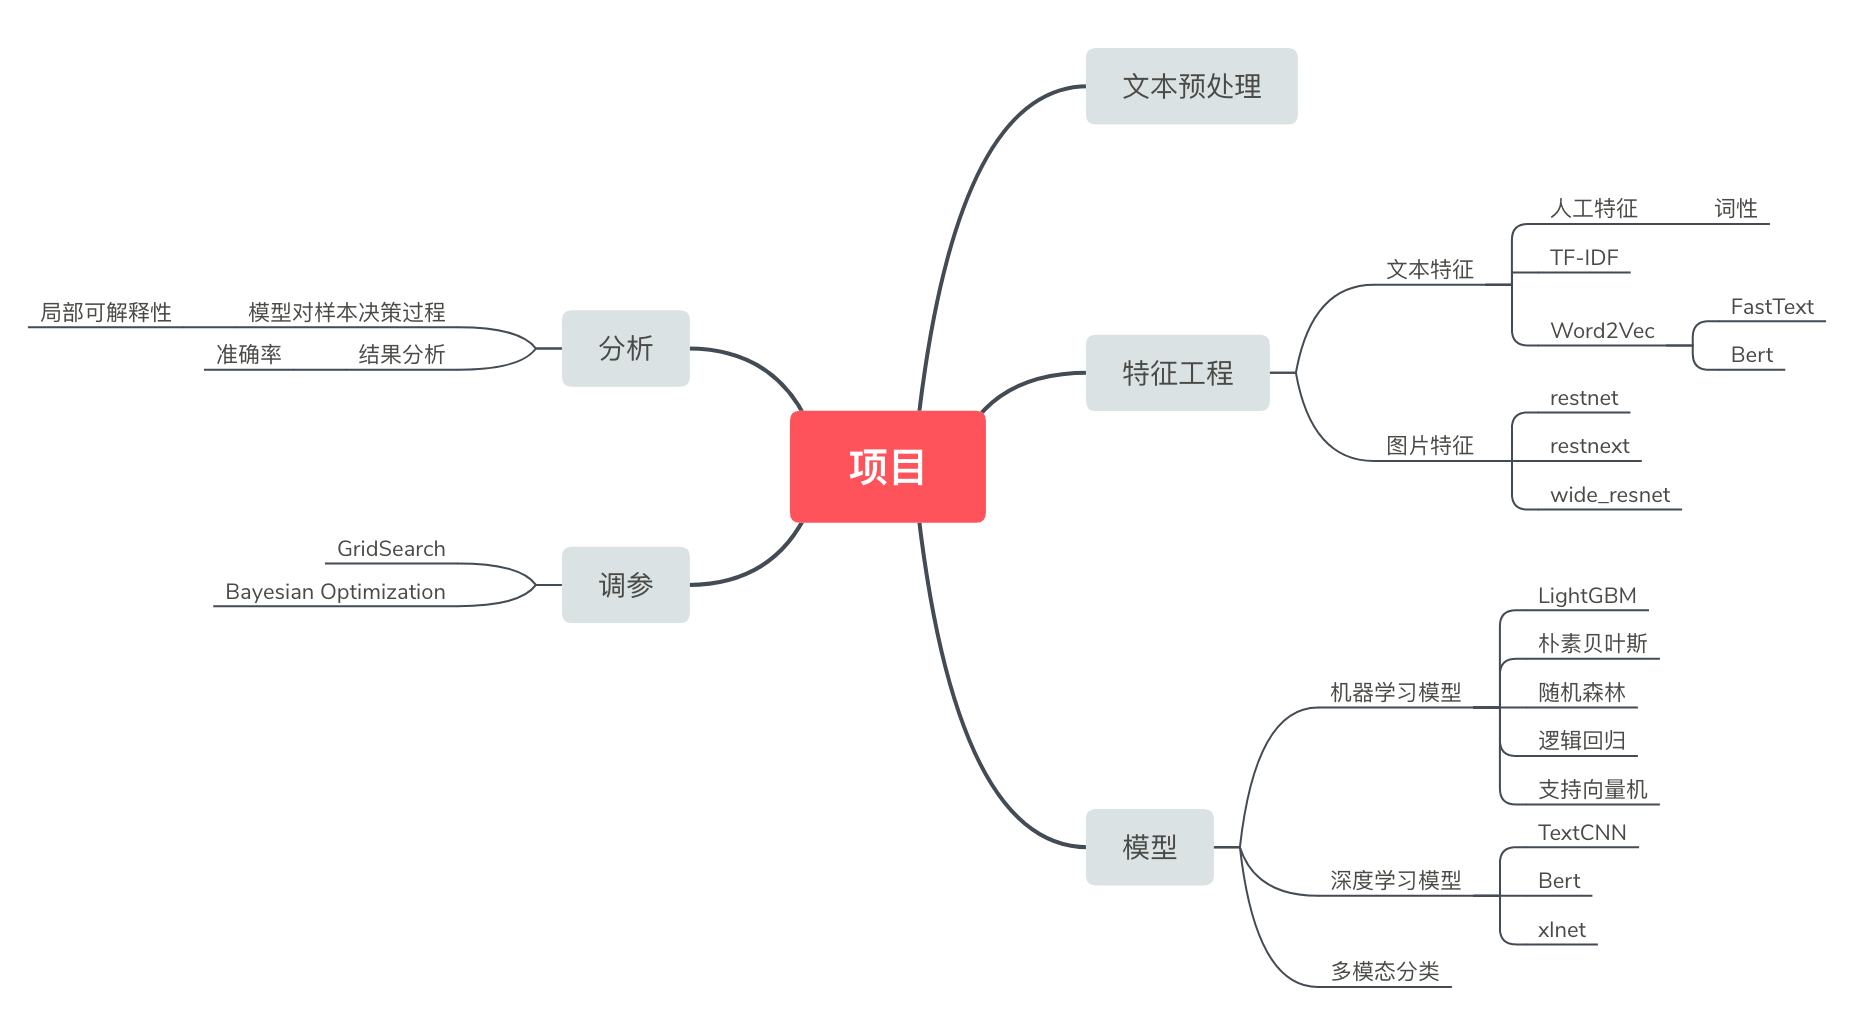 项目
文本预处理
特征工程
文本特征
人工特征
词性
TF-IDF
Word2Vec
FastText
Bert
图片特征
restnet
restnext
wide_resnet
模型
机器学习模型
LightGBM
朴素贝叶斯
随机森林
逻辑回归
支持向量机
深度学习模型
TextCNN
Bert
xlnet
多模态分类
分析
模型对样本决策过程
局部可解释性
结果分析
准确率
调参
GridSearch
Bayesian Optimization